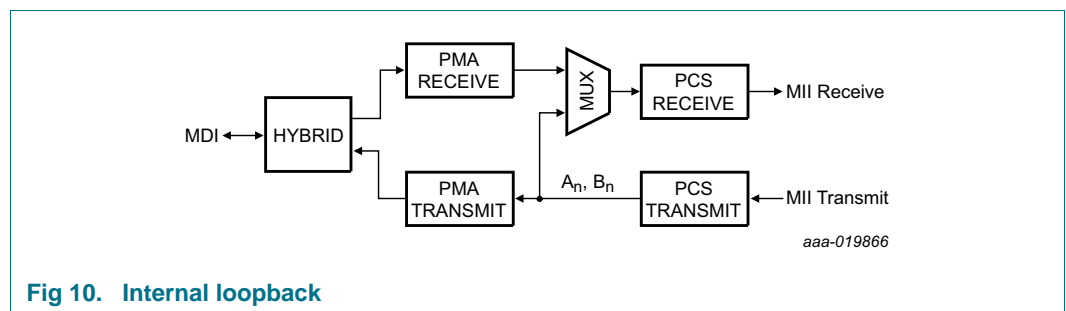 PMA
RECEIVE
MUX
PCS
RECEIVE
MII Receive
MDI
HYBRID
PMA
TRANSMIT
An, Bn
PCS
TRANSMIT
MII Transmit
aaa-019866
Fig 10. Internal loopback